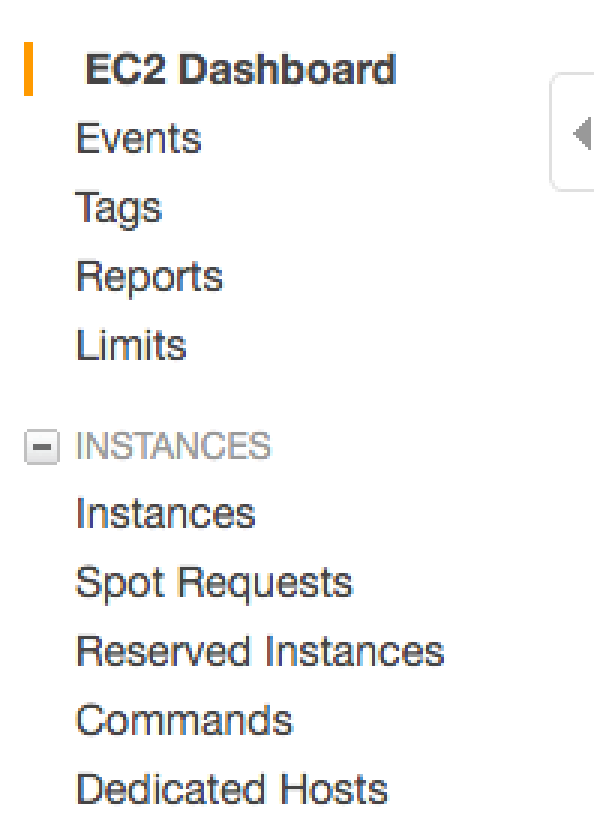 EC2 Dashboard
Events
Tags
Reports
Limits
INSTANCES
Instances
Spot Requests
Reserved Instances
Commands
Dedicated Hosts